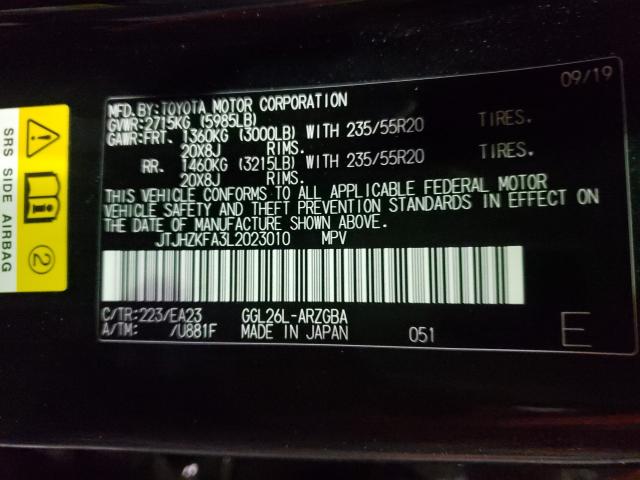 09/19
MFD.BY:TOYOTA MOTOR CORPORATION
GVWR:2715KG (5985LB)
GAWR:FRT. 1360KG (3000LB) WITH 235/55R20 TIRES.
20X8J RIMS.
RR. 1460KG (3215LB) WITH 235/55R20 TIRES.
20X8J RIMS.
THIS VEHICLE CONFORMS TO ALL APPLICABLE FEDERAL MOTOR
VEHICLE SAFETY AND THEFT PREVENTION STANDARDS IN EFFECT ON
THE DATE OF MANUFACTURE SHOWN ABOVE.
JTJHZKFA3L2023010 MPV
C/TR:223/EA23 GGL26L-ARZGBA
A/TM: /U881F MADE IN JAPAN 051 E
SRS SIDE AIRBAG
2